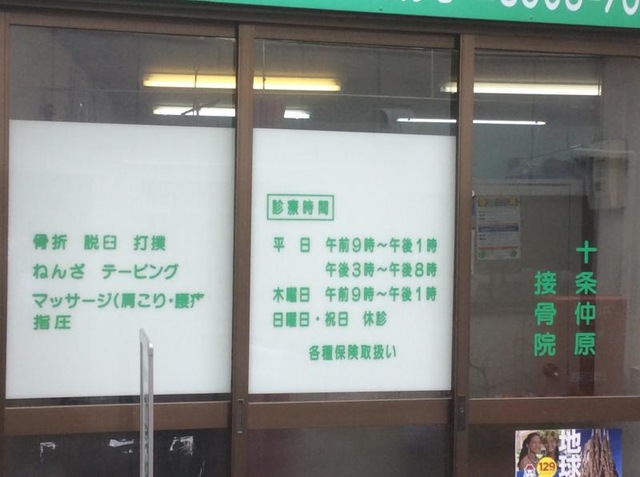 骨折 脱臼 打撲
ねんざ テーピング
マッサージ(肩こり・腰痛
指圧
診療時間
平 日 午前9時~午後1時
午後3時~午後8時
木曜日 午前9時~午後1時
日曜日・祝日 休診
各種保険取扱い
十条仲原
接骨院
地球
129